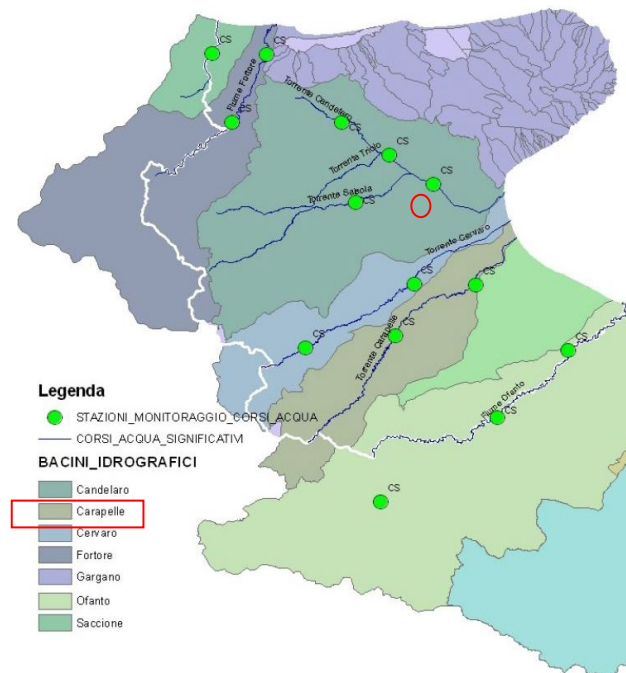 CS
CS
Fiume Fortore
CS
Torrente Candelaro
CS
CS
Torrente Triolo
CS
Torrente Salsola
CS
Torrente Cervaro
CS
CS
CS
Torrente Carapelle
CS
CS
Fiume Ofanto
CS
CS
Legenda
STAZIONI_MONITORAGGIO_CORSI_ACQUA
CORSI_ACQUA_SIGNIFICATIVI
BACINI_IDROGRAFICI
Candelaro
Carapelle
Cervaro
Fortore
Gargano
Ofanto
Saccione